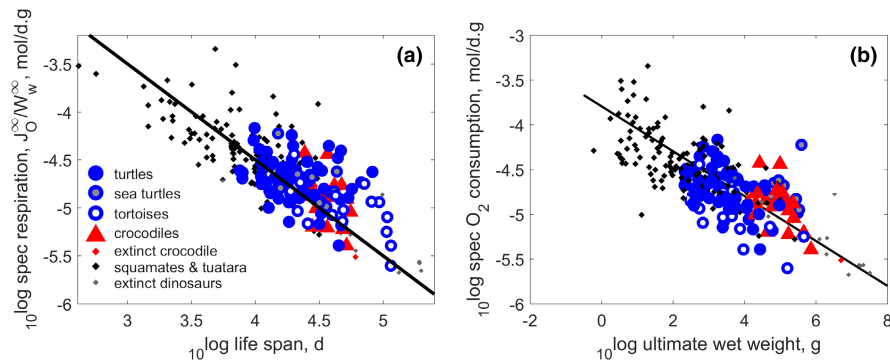 (a)
10log spec respiration, J_O^∞/W_w^∞, mol/d.g
-3.5
-4
-4.5
-5
-5.5
-6
turtles
sea turtles
tortoises
crocodiles
extinct crocodile
squamates & tuatara
extinct dinosaurs
3
3.5
4
4.5
5
10log life span, d
(b)
10log spec O2 consumption, mol/d.g
-3
-3.5
-4
-4.5
-5
-5.5
-6
-2
0
2
4
6
8
10log ultimate wet weight, g